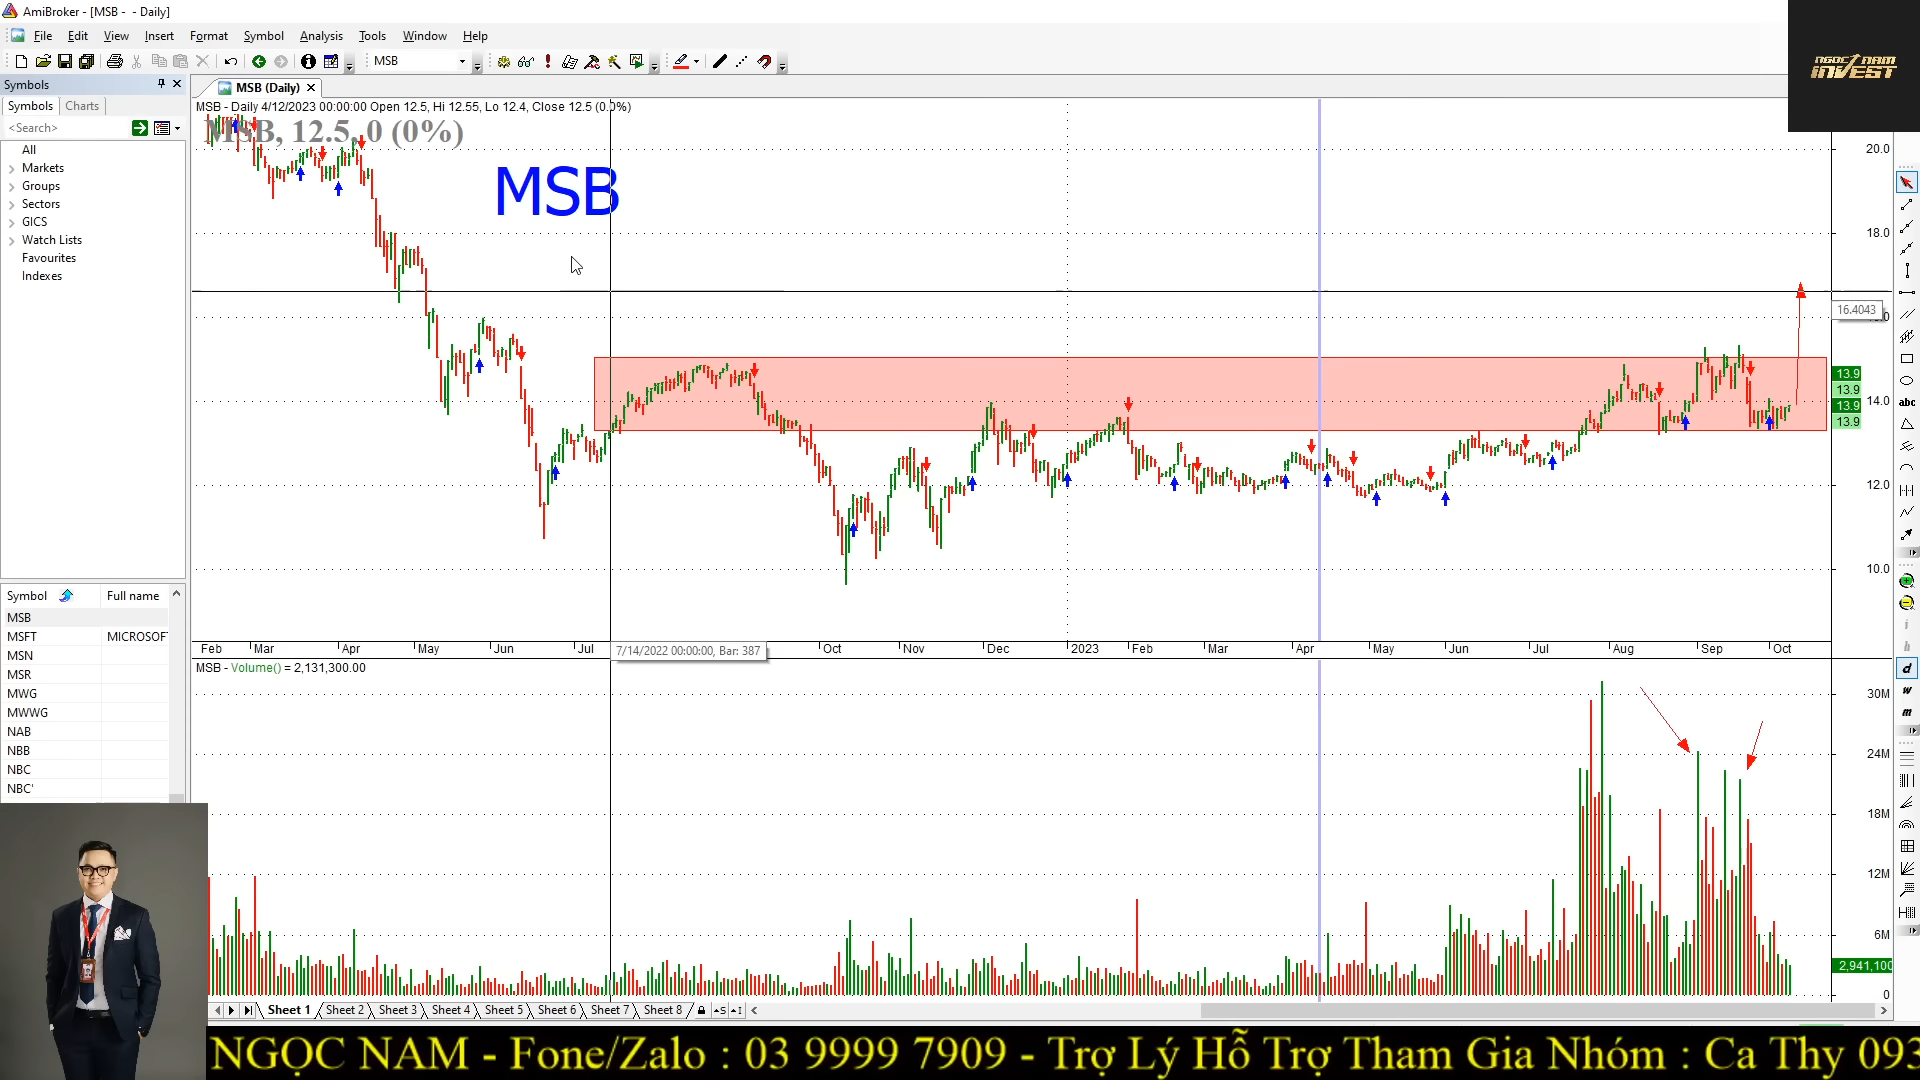 AmiBroker - [MSB - - Daily]
File Edit View Insert Format Symbol Analysis Tools Window Help
MSB
NGOC NAM
INVEST
Symbols
Symbols Charts
<Search>
All
Markets
Groups
Sectors
GICS
Watch Lists
Favourites
Indexes
Symbol Full name
MSB
MSFT MICROSOF
MSN
MSR
MWG
MWWG
NAB
NBB
NBC
NBC'
MSB (Daily)
MSB - Daily 4/12/2023 00:00:00 Open 12.5, Hi 12.55, Lo 12.4, Close 12.5 (0.0%)
MSB, 12.5, 0 (0%)
MSB
20.0
18.0
16.4043
13.9
13.9
14.0
13.9
13.9
12.0
10.0
Feb Mar Apr May Jun Jul 7/14/2022 00:00:00, Bar: 387 Oct Nov Dec 2023 Feb Mar Apr May Jun Jul Aug Sep Oct
MSB - Volume() = 2,131,300.00
30M
24M
18M
12M
6M
2,941,100
0
abc
i
h
d
w
m
Sheet 1 Sheet 2 Sheet 3 Sheet 4 Sheet 5 Sheet 6 Sheet 7 Sheet 8
NGỌC NAM - Fone/Zalo : 03 9999 7909 - Trợ Lý Hỗ Trợ Tham Gia Nhóm : Ca Thy 093